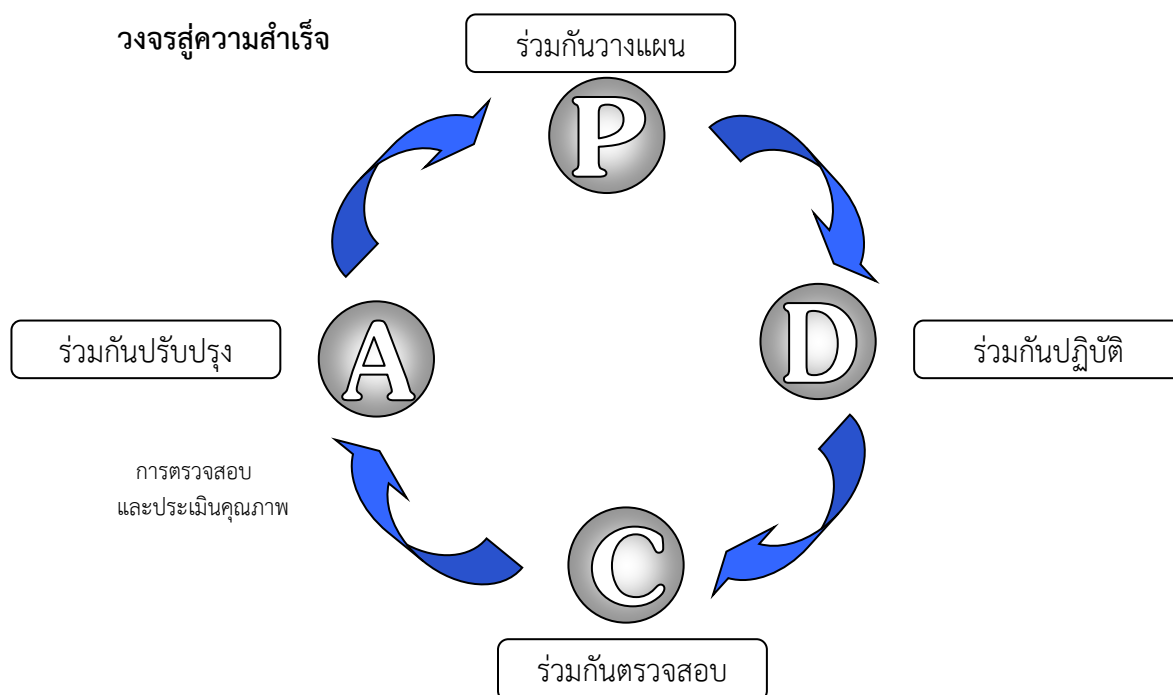 วงจรสู่ความสำเร็จ
ร่วมกันวางแผน
P
D
ร่วมกันปฏิบัติ
ร่วมกันปรับปรุง
A
การตรวจสอบ
และประเมินคุณภาพ
C
ร่วมกันตรวจสอบ